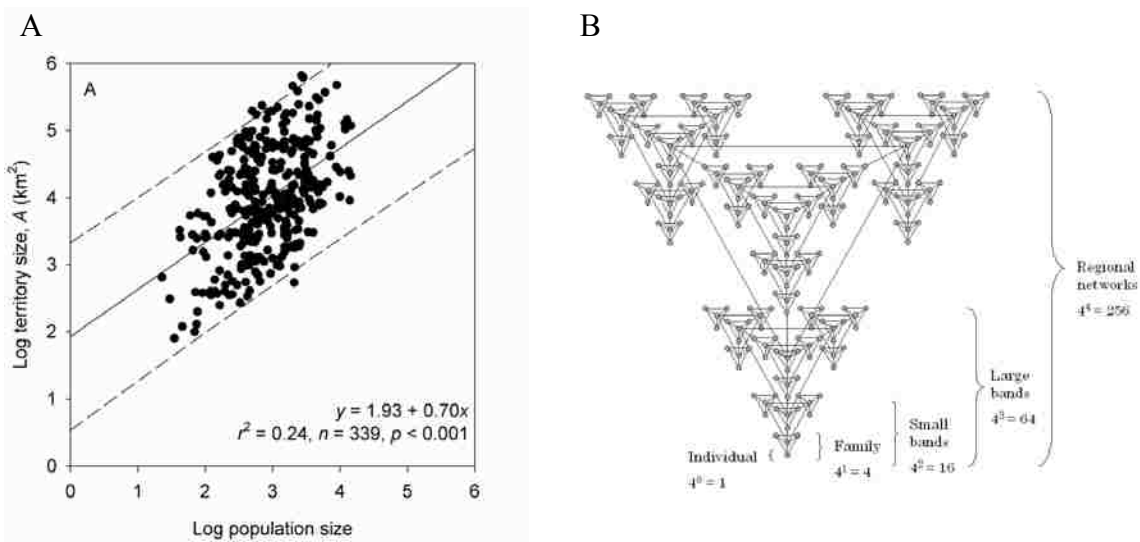 A
B
6
A
5
4
3
2
1
0
Log territory size, A (km²)
y = 1.93 + 0.70x
r² = 0.24, n = 339, p < 0.001
0 1 2 3 4 5 6
Log population size
Individual
4⁰ = 1
Family
4¹ = 4
Small
bands
4² = 16
Large
bands
4³ = 64
Regional
networks
4⁴ = 256